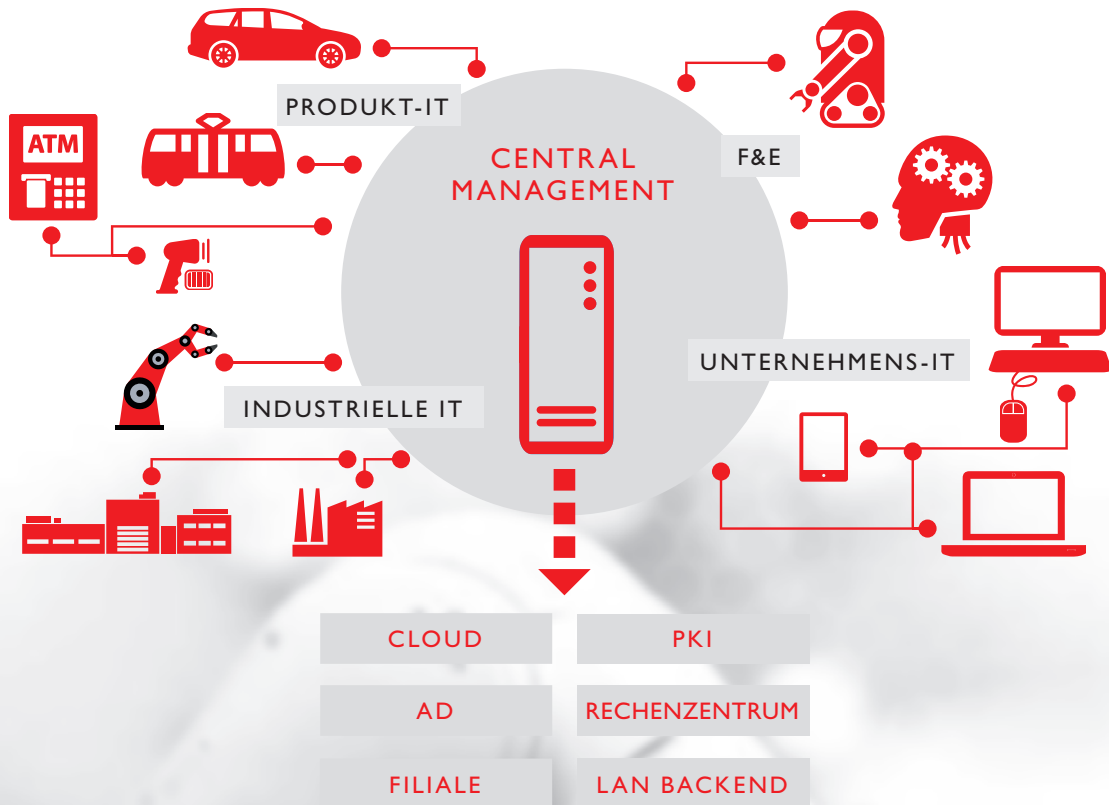 PRODUKT-IT
ATM
CENTRAL
MANAGEMENT
F&E
UNTERNEHMENS-IT
INDUSTRIELLE IT
CLOUD
PKI
AD
RECHENZENTRUM
FILIALE
LAN BACKEND